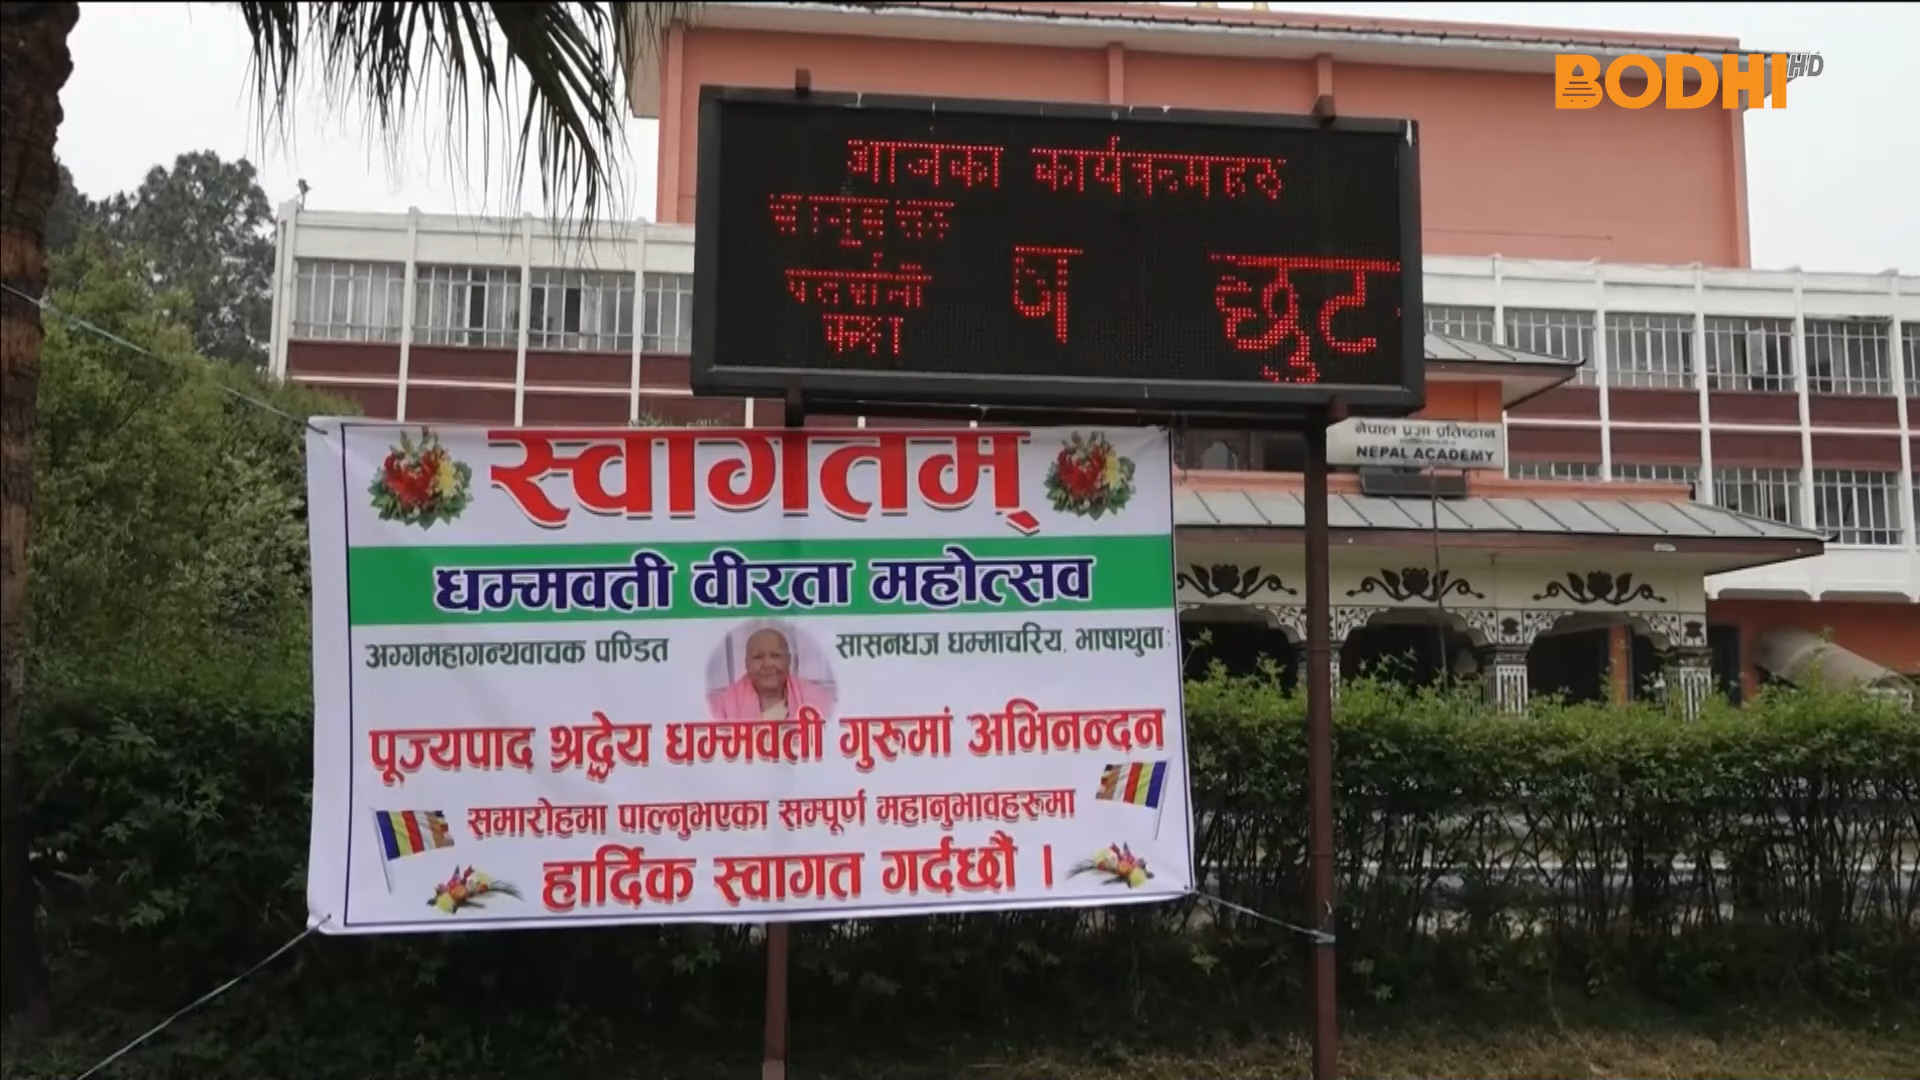 BODHI HD
आजका कार्यक्रमहरु
छुट
नेपाल प्रज्ञा-प्रतिष्ठान
NEPAL ACADEMY
स्वागतम्
धम्मवती वीरता महोत्सव
अग्गमहागन्थवाचक पण्डित
सासनधज धम्माचरिय, भाषाथुवाः
पूज्यपाद श्रद्धेय धम्मवती गुरुमां अभिनन्दन
समारोहमा पाल्नुभएका सम्पूर्ण महानुभावहरुमा
हार्दिक स्वागत गर्दछौं ।